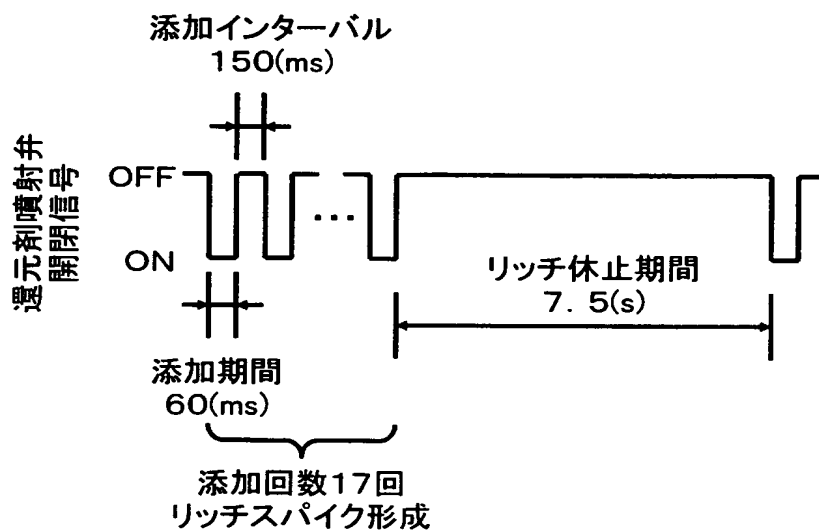 添加インターバル
150(ms)
還元剤噴射弁
開閉信号
OFF
ON
...
リッチ休止期間
7.5(s)
添加期間
60(ms)
添加回数17回
リッチスパイク形成